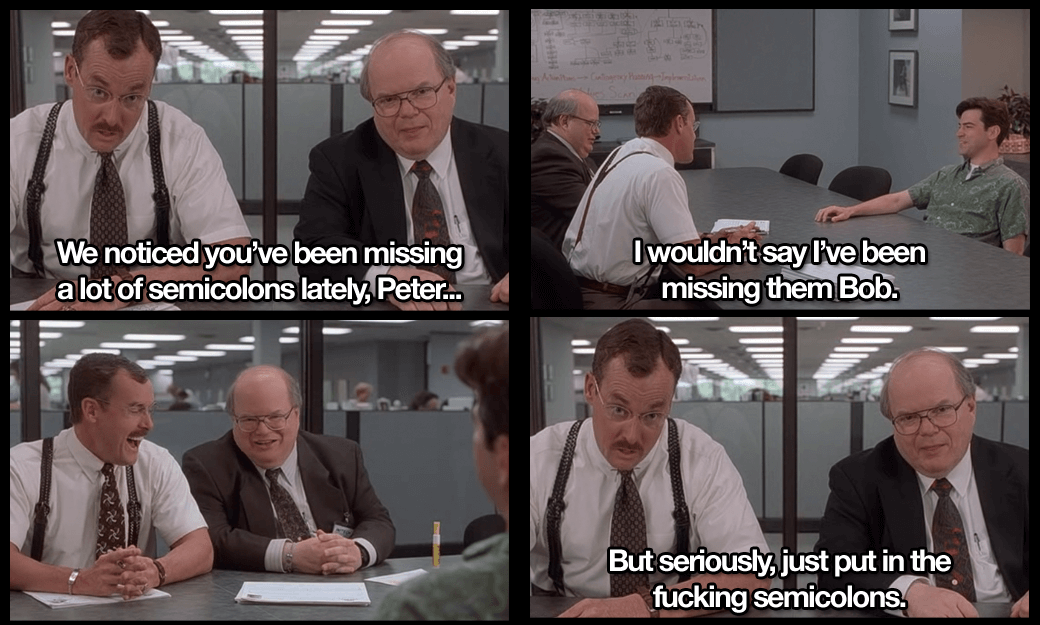 We noticed you've been missing
a lot of semicolons lately, Peter...
I wouldn't say I've been
missing them Bob.
But seriously, just put in the
fucking semicolons.